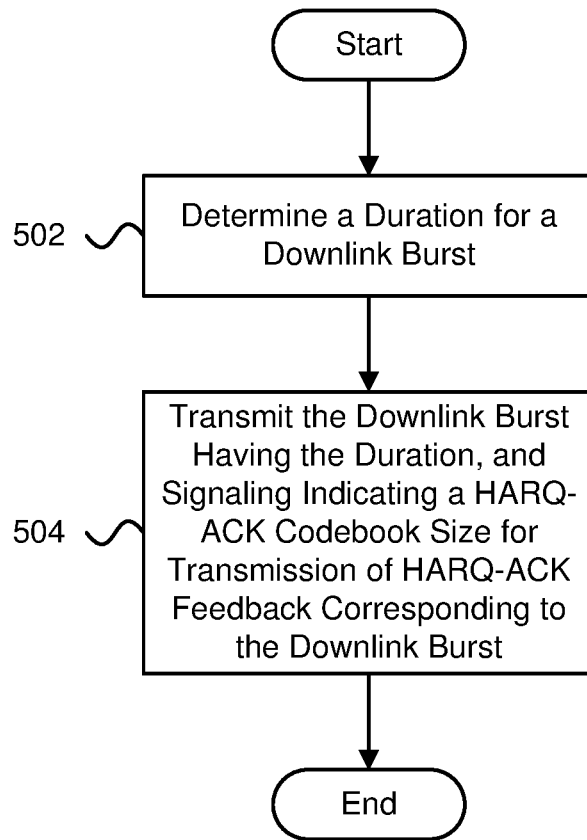 Start
502
Determine a Duration for a
Downlink Burst
504
Transmit the Downlink Burst
Having the Duration, and
Signaling Indicating a HARQ-
ACK Codebook Size for
Transmission of HARQ-ACK
Feedback Corresponding to
the Downlink Burst
End